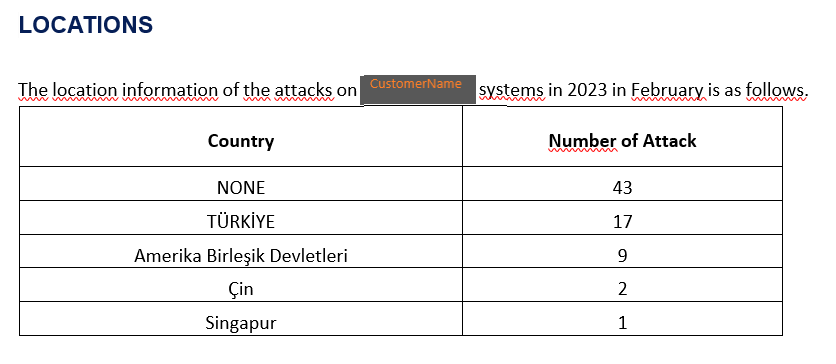 LOCATIONS
The location information of the attacks on CustomerName systems in 2023 in February is as follows.
Country Number of Attack
NONE 43
TÜRKİYE 17
Amerika Birleşik Devletleri 9
Çin 2
Singapur 1